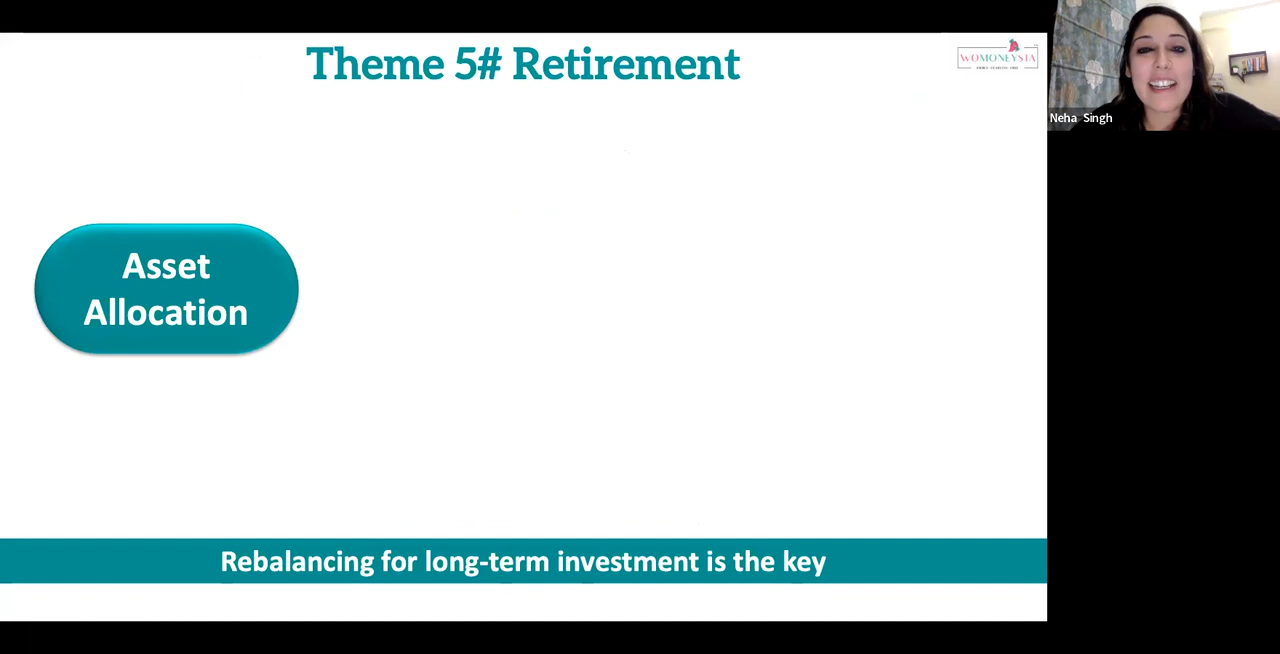 Theme 5# Retirement
WOMONEYSTA
Neha Singh
Asset
Allocation
Rebalancing for long-term investment is the key